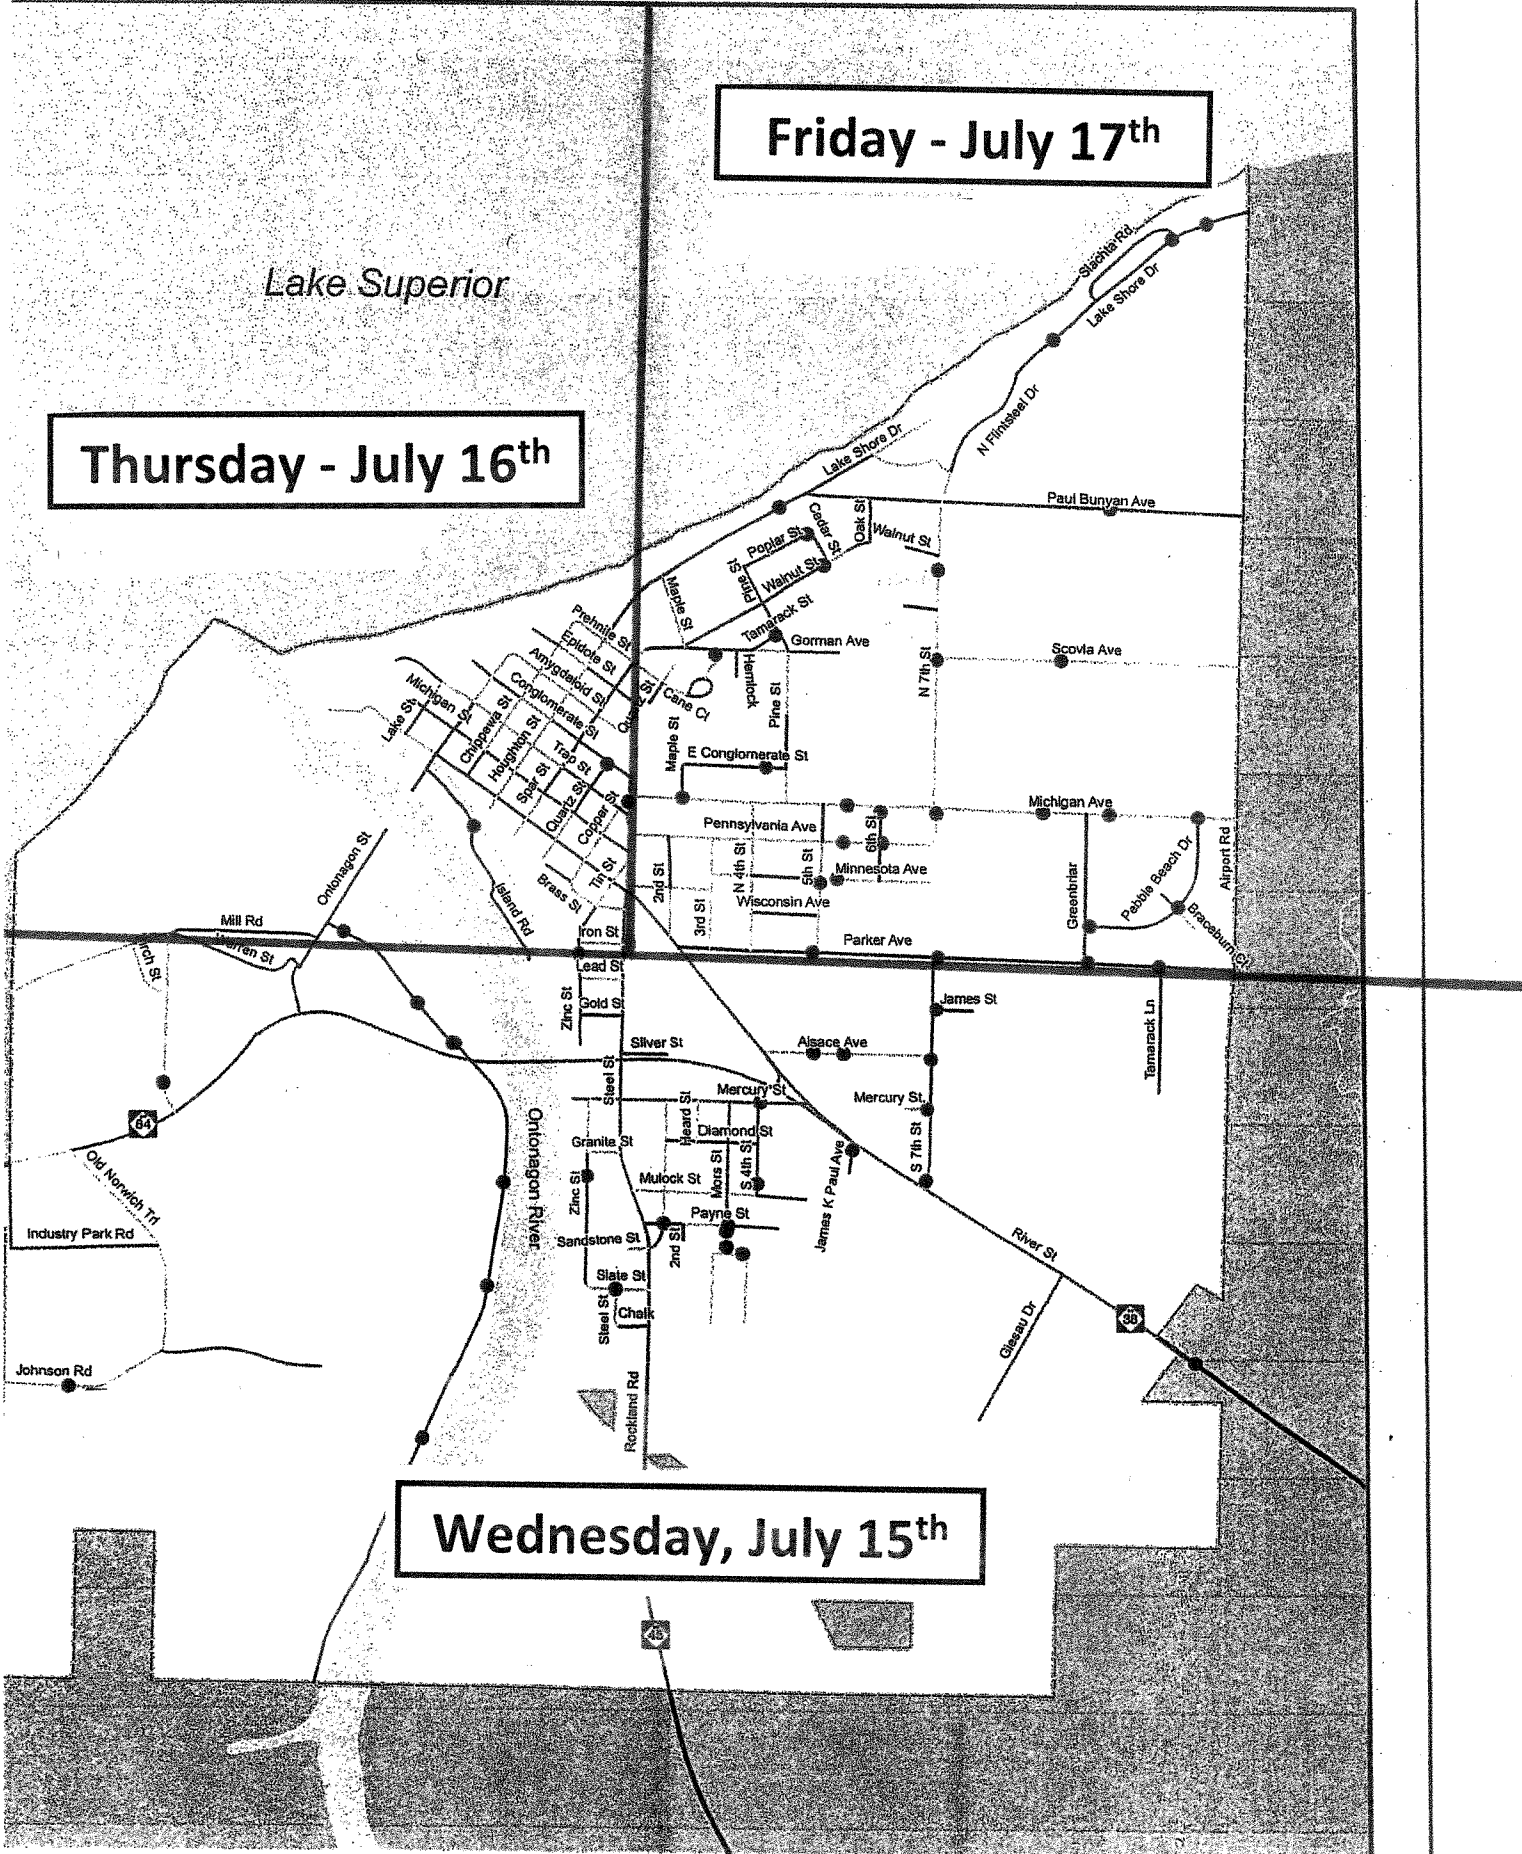 Friday - July 17th
Slachta Rd
Lake Shore Dr
Lake Superior
N Flintsteel Dr
Thursday - July 16th
Lake Shore Dr
Paul Bunyan Ave
Cedar St
Oak St
Walnut St
Poplar St
Pine St
Walnut St
Maple St
Tamarack St
Prehnite St
Gorman Ave
Epidote St
Scovia Ave
Amygdaloid St
Hemlock
N 7th St
Conglomerate St
Cane Ct
Michigan St
Pine St
Lake St
Chippewa St
Houghton St
Maple St
E Conglomerate St
Trap St
Spar St
Quartz St
Copper St
Michigan Ave
Pennsylvania Ave
6th St
Ontonagon St
Tin St
2nd St
N 4th St
5th St
Minnesota Ave
Airport Rd
Brass St
Island Rd
Wisconsin Ave
Greenbriar
Pebble Beach Dr
3rd St
Braceburn Ct
Mill Rd
Iron St
Parker Ave
Warren St
Lead St
Zinc St
Gold St
James St
Tamarack Ln
Silver St
Alsace Ave
Steel St
Mercury St
Mercury St
64
Heard St
Ontonagon River
Granite St
Diamond St
S 7th St
Mors St
S 4th St
James K Paul Ave
Old Norwich Trl
Zinc St
Mulock St
Payne St
Industry Park Rd
Sandstone St
2nd St
River St
Slate St
Steel St
Chalk
Giesau Dr
38
Johnson Rd
Rockland Rd
Wednesday, July 15th
45